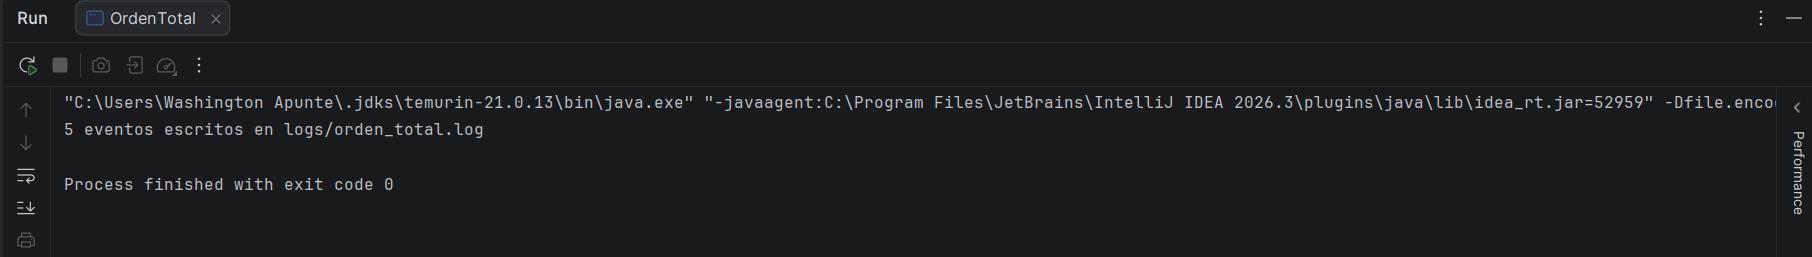 Run OrdenTotal
"C:\Users\Washington Apunte\.jdks\temurin-21.0.13\bin\java.exe" "-javaagent:C:\Program Files\JetBrains\IntelliJ IDEA 2026.3\plugins\java\lib\idea_rt.jar=52959" -Dfile.enco
5 eventos escritos en logs/orden_total.log
Process finished with exit code 0
Performance